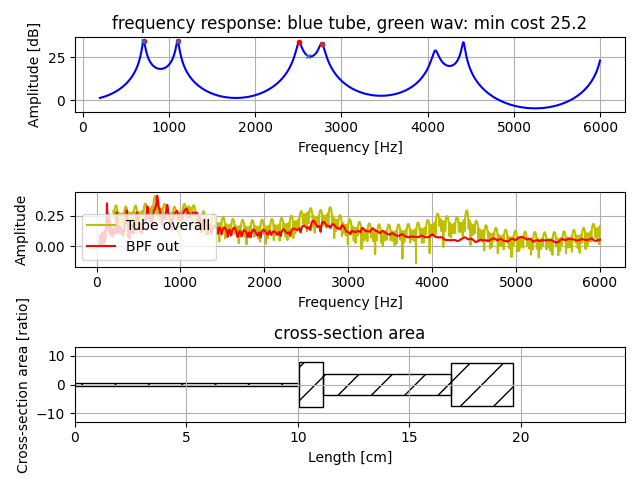 frequency response: blue tube, green wav: min cost 25.2
Amplitude [dB]
25
0
0 1000 2000 3000 4000 5000 6000
Frequency [Hz]
Amplitude
0.25
0.00
Tube overall
BPF out
0 1000 2000 3000 4000 5000 6000
Frequency [Hz]
cross-section area
Cross-section area [ratio]
10
0
−10
0 5 10 15 20
Length [cm]